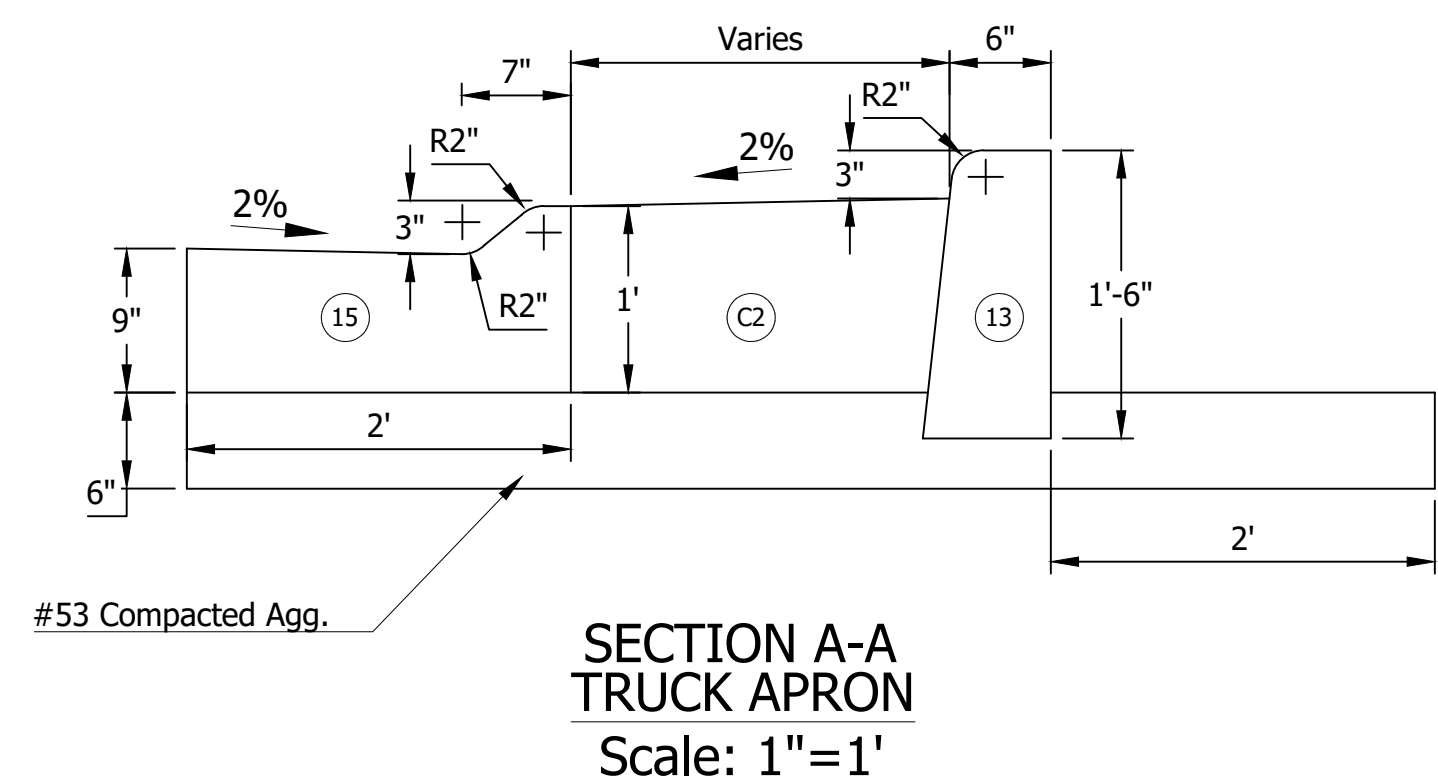 Varies
6"
7"
R2"
R2"
2%
3"
2%
3"
9"
15
R2"
1'
C2
13
1'-6"
2'
6"
2'
#53 Compacted Agg.
SECTION A-A
TRUCK APRON
Scale: 1"=1'